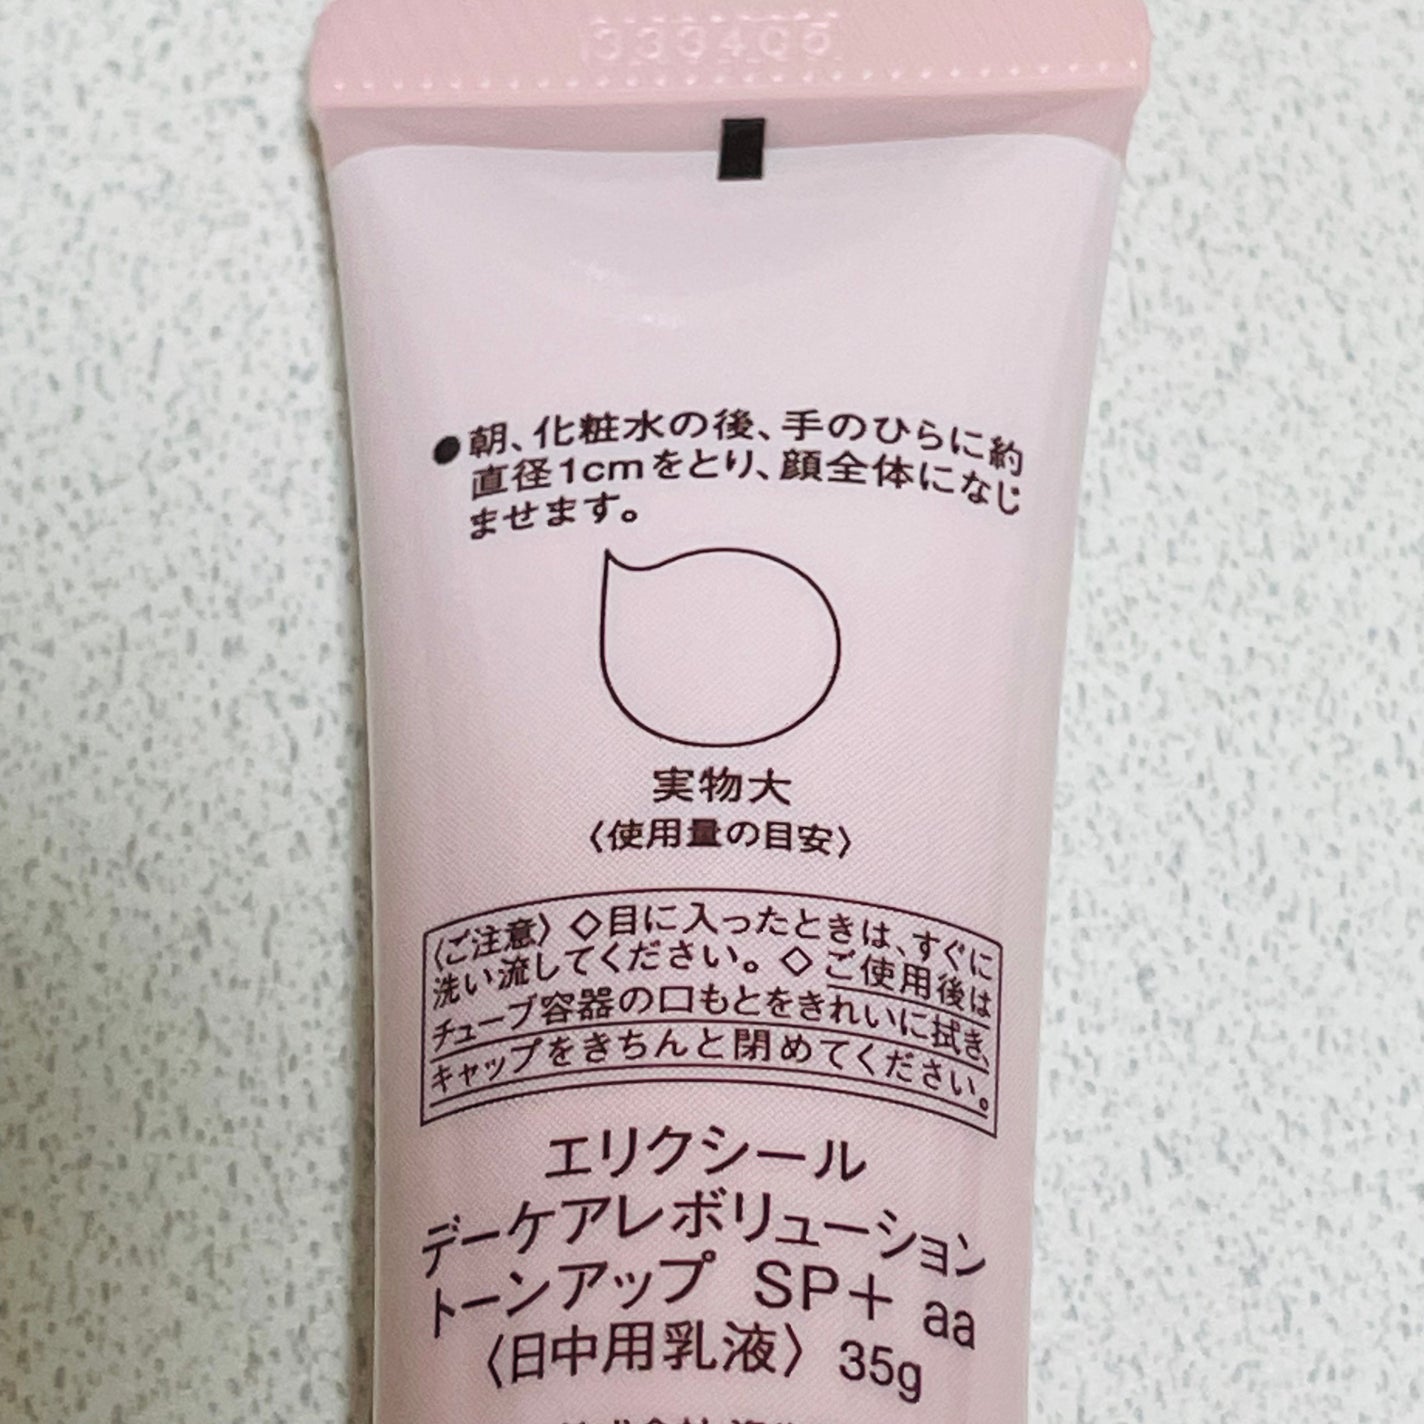 333405
●朝、化粧水の後、手のひらに約
直径1cmをとり、顔全体になじ
ませます。
実物大
〈使用量の目安〉
〈ご注意〉◇目に入ったときは、すぐに
洗い流してください。◇ご使用後は
チューブ容器の口もとをきれいに拭き、
キャップをきちんと閉めてください。
エリクシール
デーケアレボリューション
トーンアップ SP+ aa
〈日中用乳液〉35g